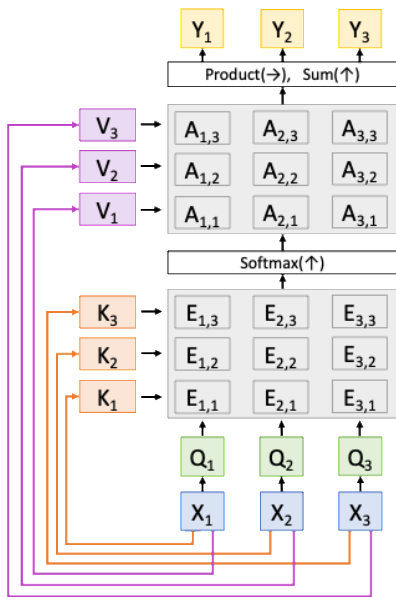 Y₁ Y₂ Y₃
Product(→), Sum(↑)
V₃ A₁,₃ A₂,₃ A₃,₃
V₂ A₁,₂ A₂,₂ A₃,₂
V₁ A₁,₁ A₂,₁ A₃,₁
Softmax(↑)
K₃ E₁,₃ E₂,₃ E₃,₃
K₂ E₁,₂ E₂,₂ E₃,₂
K₁ E₁,₁ E₂,₁ E₃,₁
Q₁ Q₂ Q₃
X₁ X₂ X₃